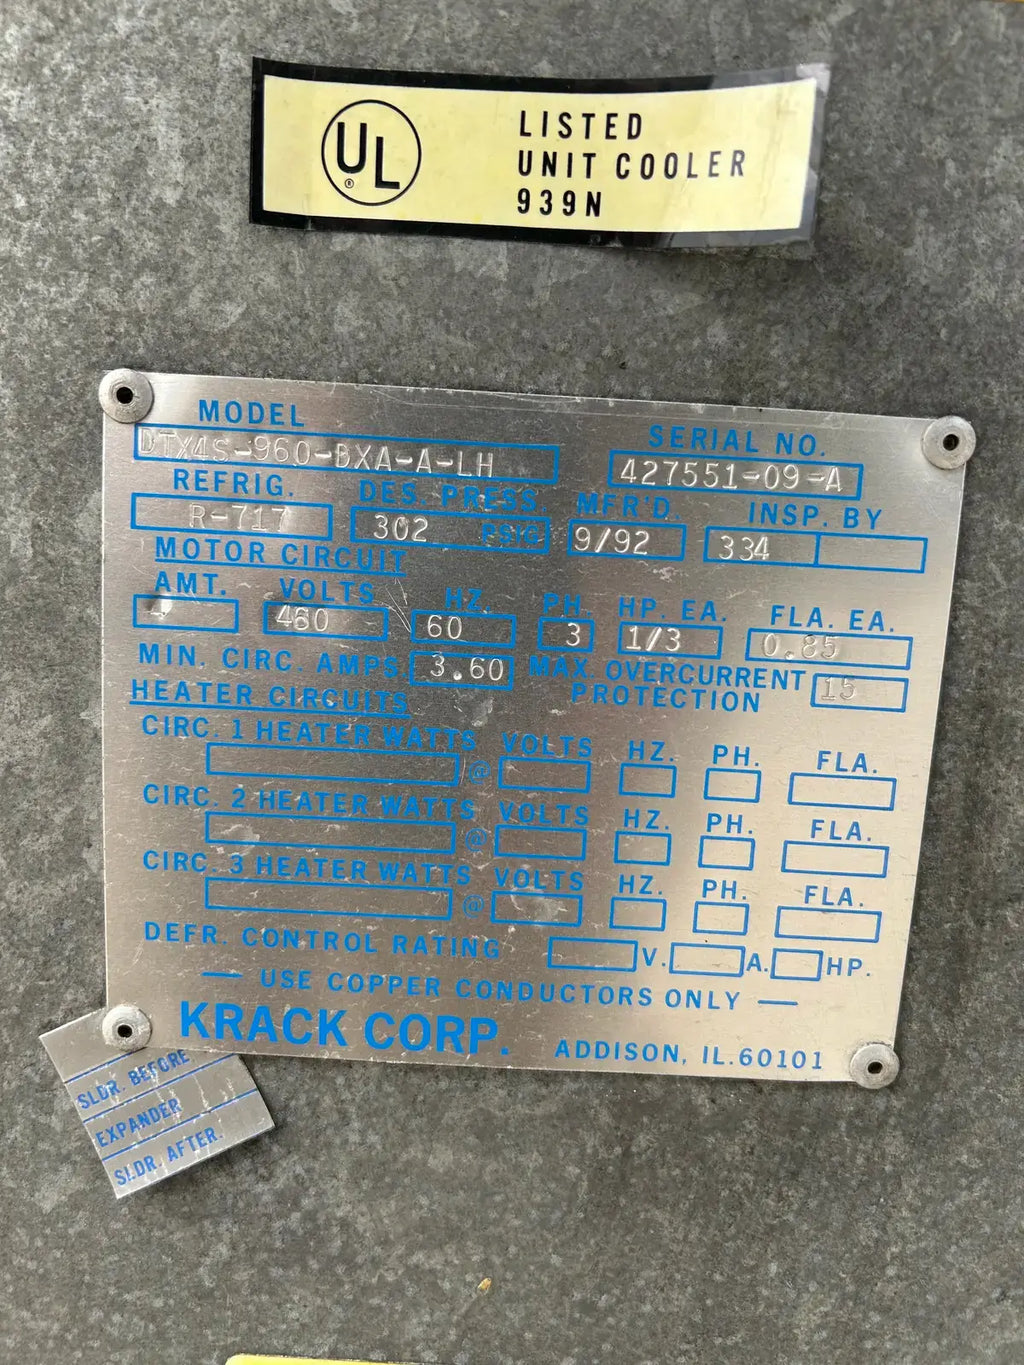 UL ®
LISTED
UNIT COOLER
939N
MODEL
DTX4S-960-BXA-A-LH
SERIAL NO.
427551-09-A
REFRIG. DES. PRESS. MFR'D. INSP. BY
R-717 302 PSIG 9/92 334
MOTOR CIRCUIT
AMT. VOLTS HZ. PH. HP. EA. FLA. EA.
4 460 60 3 1/3 0.85
MIN. CIRC. AMPS. 3.60 MAX. OVERCURRENT PROTECTION 15
HEATER CIRCUITS
CIRC. 1 HEATER WATTS @ VOLTS HZ. PH. FLA.
CIRC. 2 HEATER WATTS @ VOLTS HZ. PH. FLA.
CIRC. 3 HEATER WATTS @ VOLTS HZ. PH. FLA.
DEFR. CONTROL RATING V. A. HP.
— USE COPPER CONDUCTORS ONLY —
KRACK CORP. ADDISON, IL. 60101
SLDR. BEFORE
EXPANDER
SLDR. AFTER.